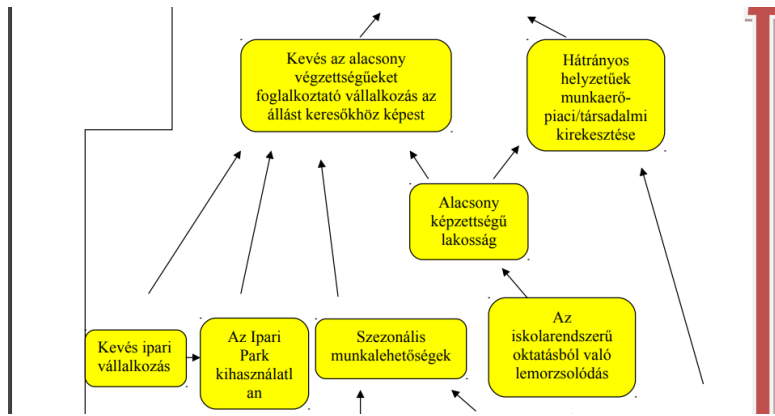 Kevés az alacsony
végzettségűeket
foglalkoztató vállalkozás az
állást keresőkhöz képest
Hátrányos
helyzetűek
munkaerő-
piaci/társadalmi
kirekesztése
Alacsony
képzettségű
lakosság
Kevés ipari
vállalkozás
Az Ipari
Park
kihasználatl
an
Szezonális
munkalehetőségek
Az
iskolarendszerű
oktatásból való
lemorzsolódás